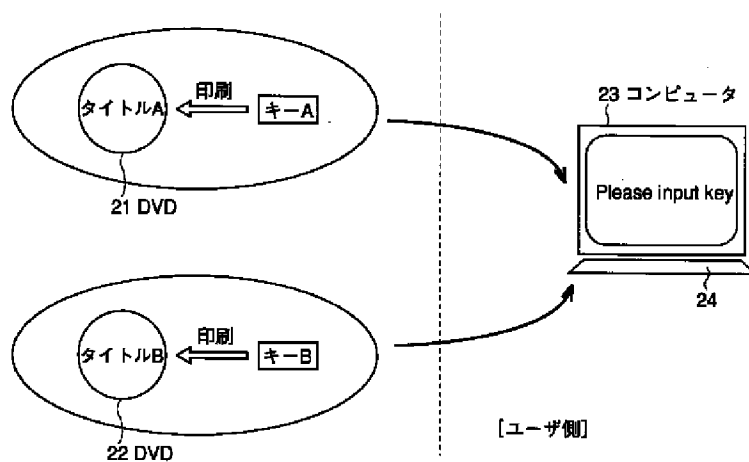 印刷
タイトルA
キーA
21 DVD
23 コンピュータ
Please input key
24
印刷
タイトルB
キーB
22 DVD
[ユーザ側]